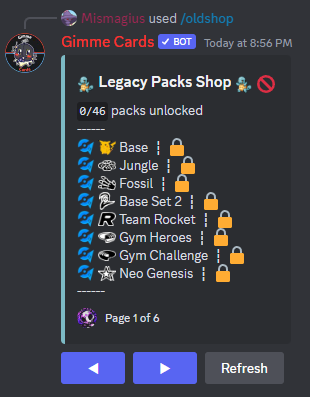 Mismagius used /oldshop
Gimme Cards ✓ BOT Today at 8:56 PM
Legacy Packs Shop
0/46 packs unlocked
------
Base ¦
Jungle ¦
Fossil ¦
Base Set 2 ¦
Team Rocket ¦
Gym Heroes ¦
Gym Challenge ¦
Neo Genesis ¦
------
Page 1 of 6
Refresh